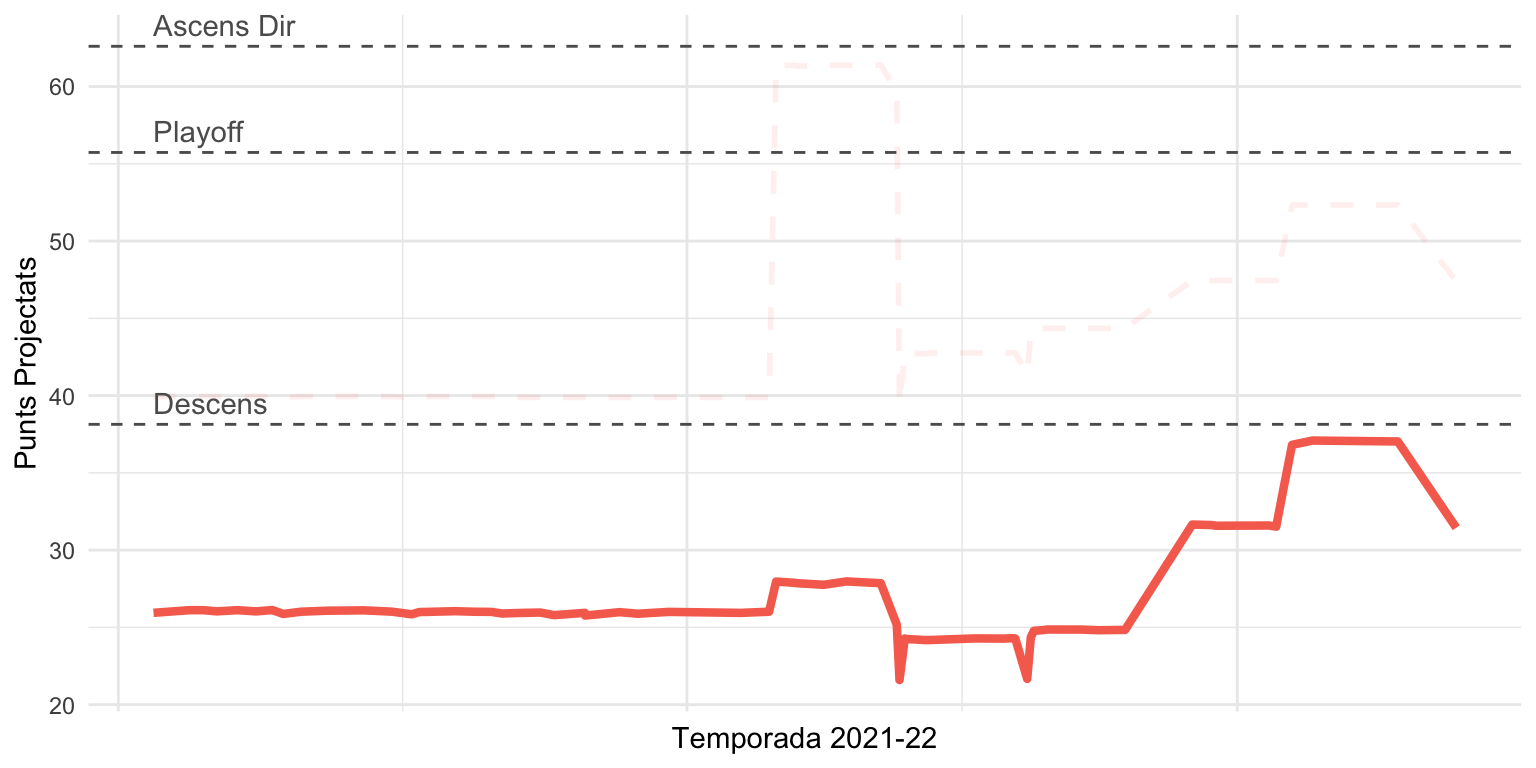 Ascens Dir
60
Playoff
50
Punts Projectats
40
Descens
30
20
Temporada 2021-22